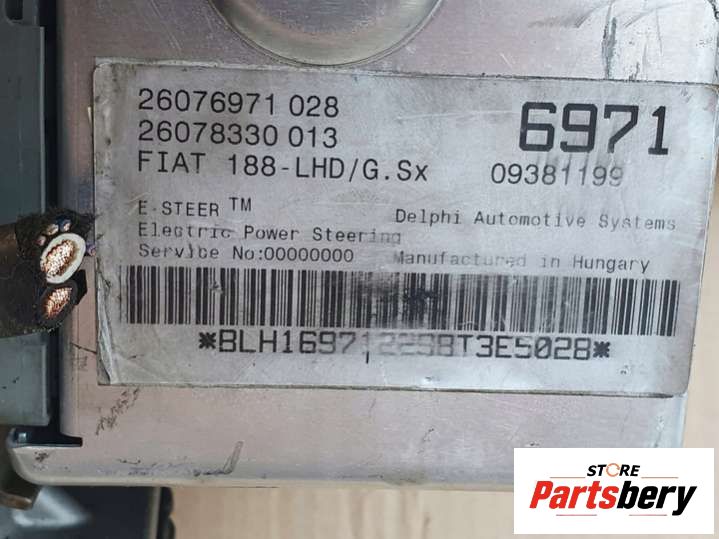 26076971 028
26078330 013
6971
FIAT 188-LHD/G.Sx
09381199
E-STEER TM
Delphi Automotive Systems
Electric Power Steering
Service No:00000000
Manufactured in Hungary
STORE
Partsbery